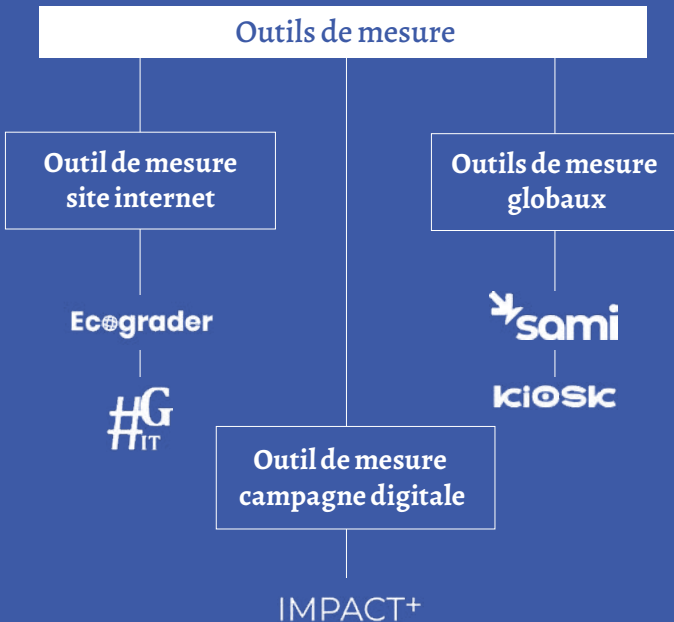 Outils de mesure
Outil de mesure
site internet
Ecograder
#G
IT
Outils de mesure
globaux
sami
KIOSK
Outil de mesure
campagne digitale
IMPACT+